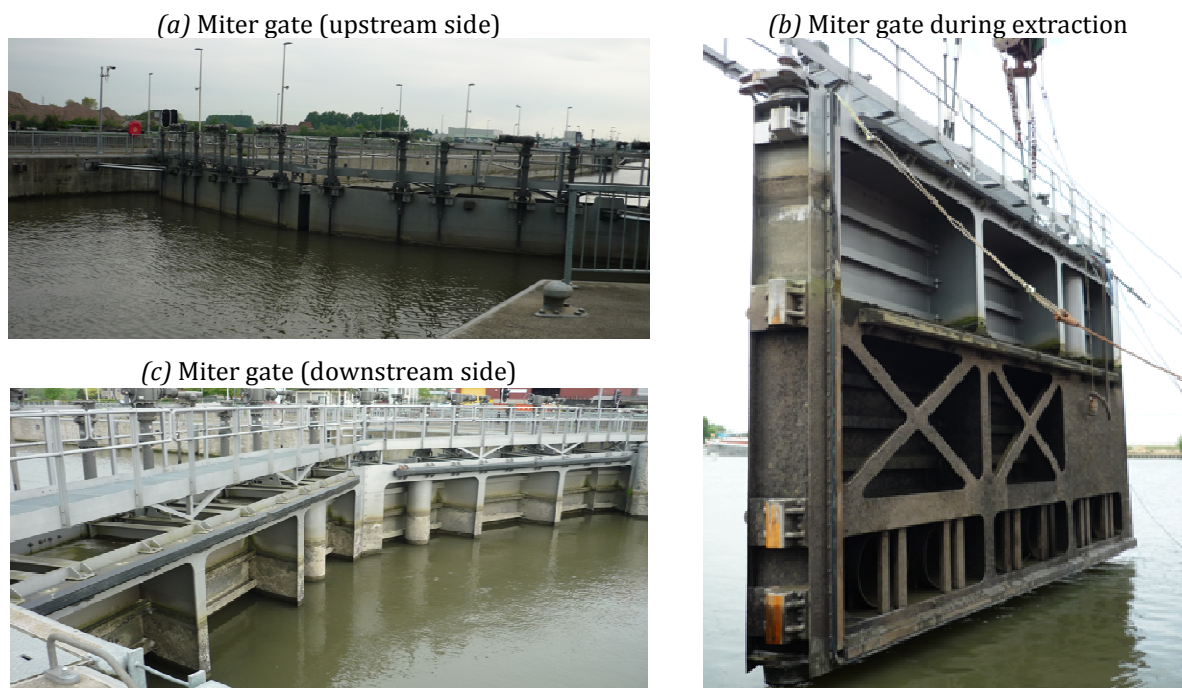 (a) Miter gate (upstream side)
(b) Miter gate during extraction
(c) Miter gate (downstream side)